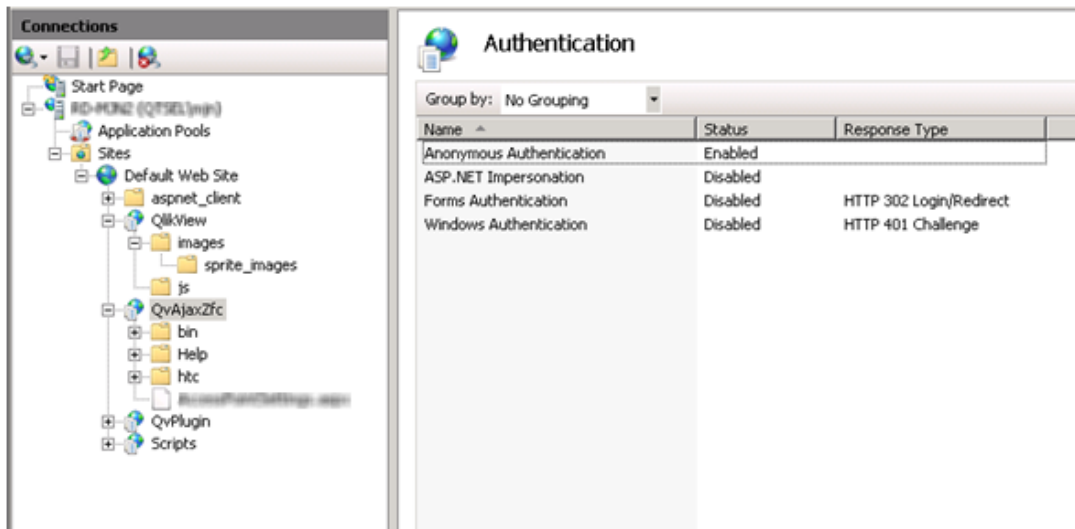 Connections
Start Page
Application Pools
Sites
Default Web Site
aspnet_client
QlikView
images
sprite_images
js
QvAjaxZfc
bin
Help
htc
QvPlugin
Scripts
Authentication
Group by: No Grouping
Name Status Response Type
Anonymous Authentication Enabled
ASP.NET Impersonation Disabled
Forms Authentication Disabled HTTP 302 Login/Redirect
Windows Authentication Disabled HTTP 401 Challenge